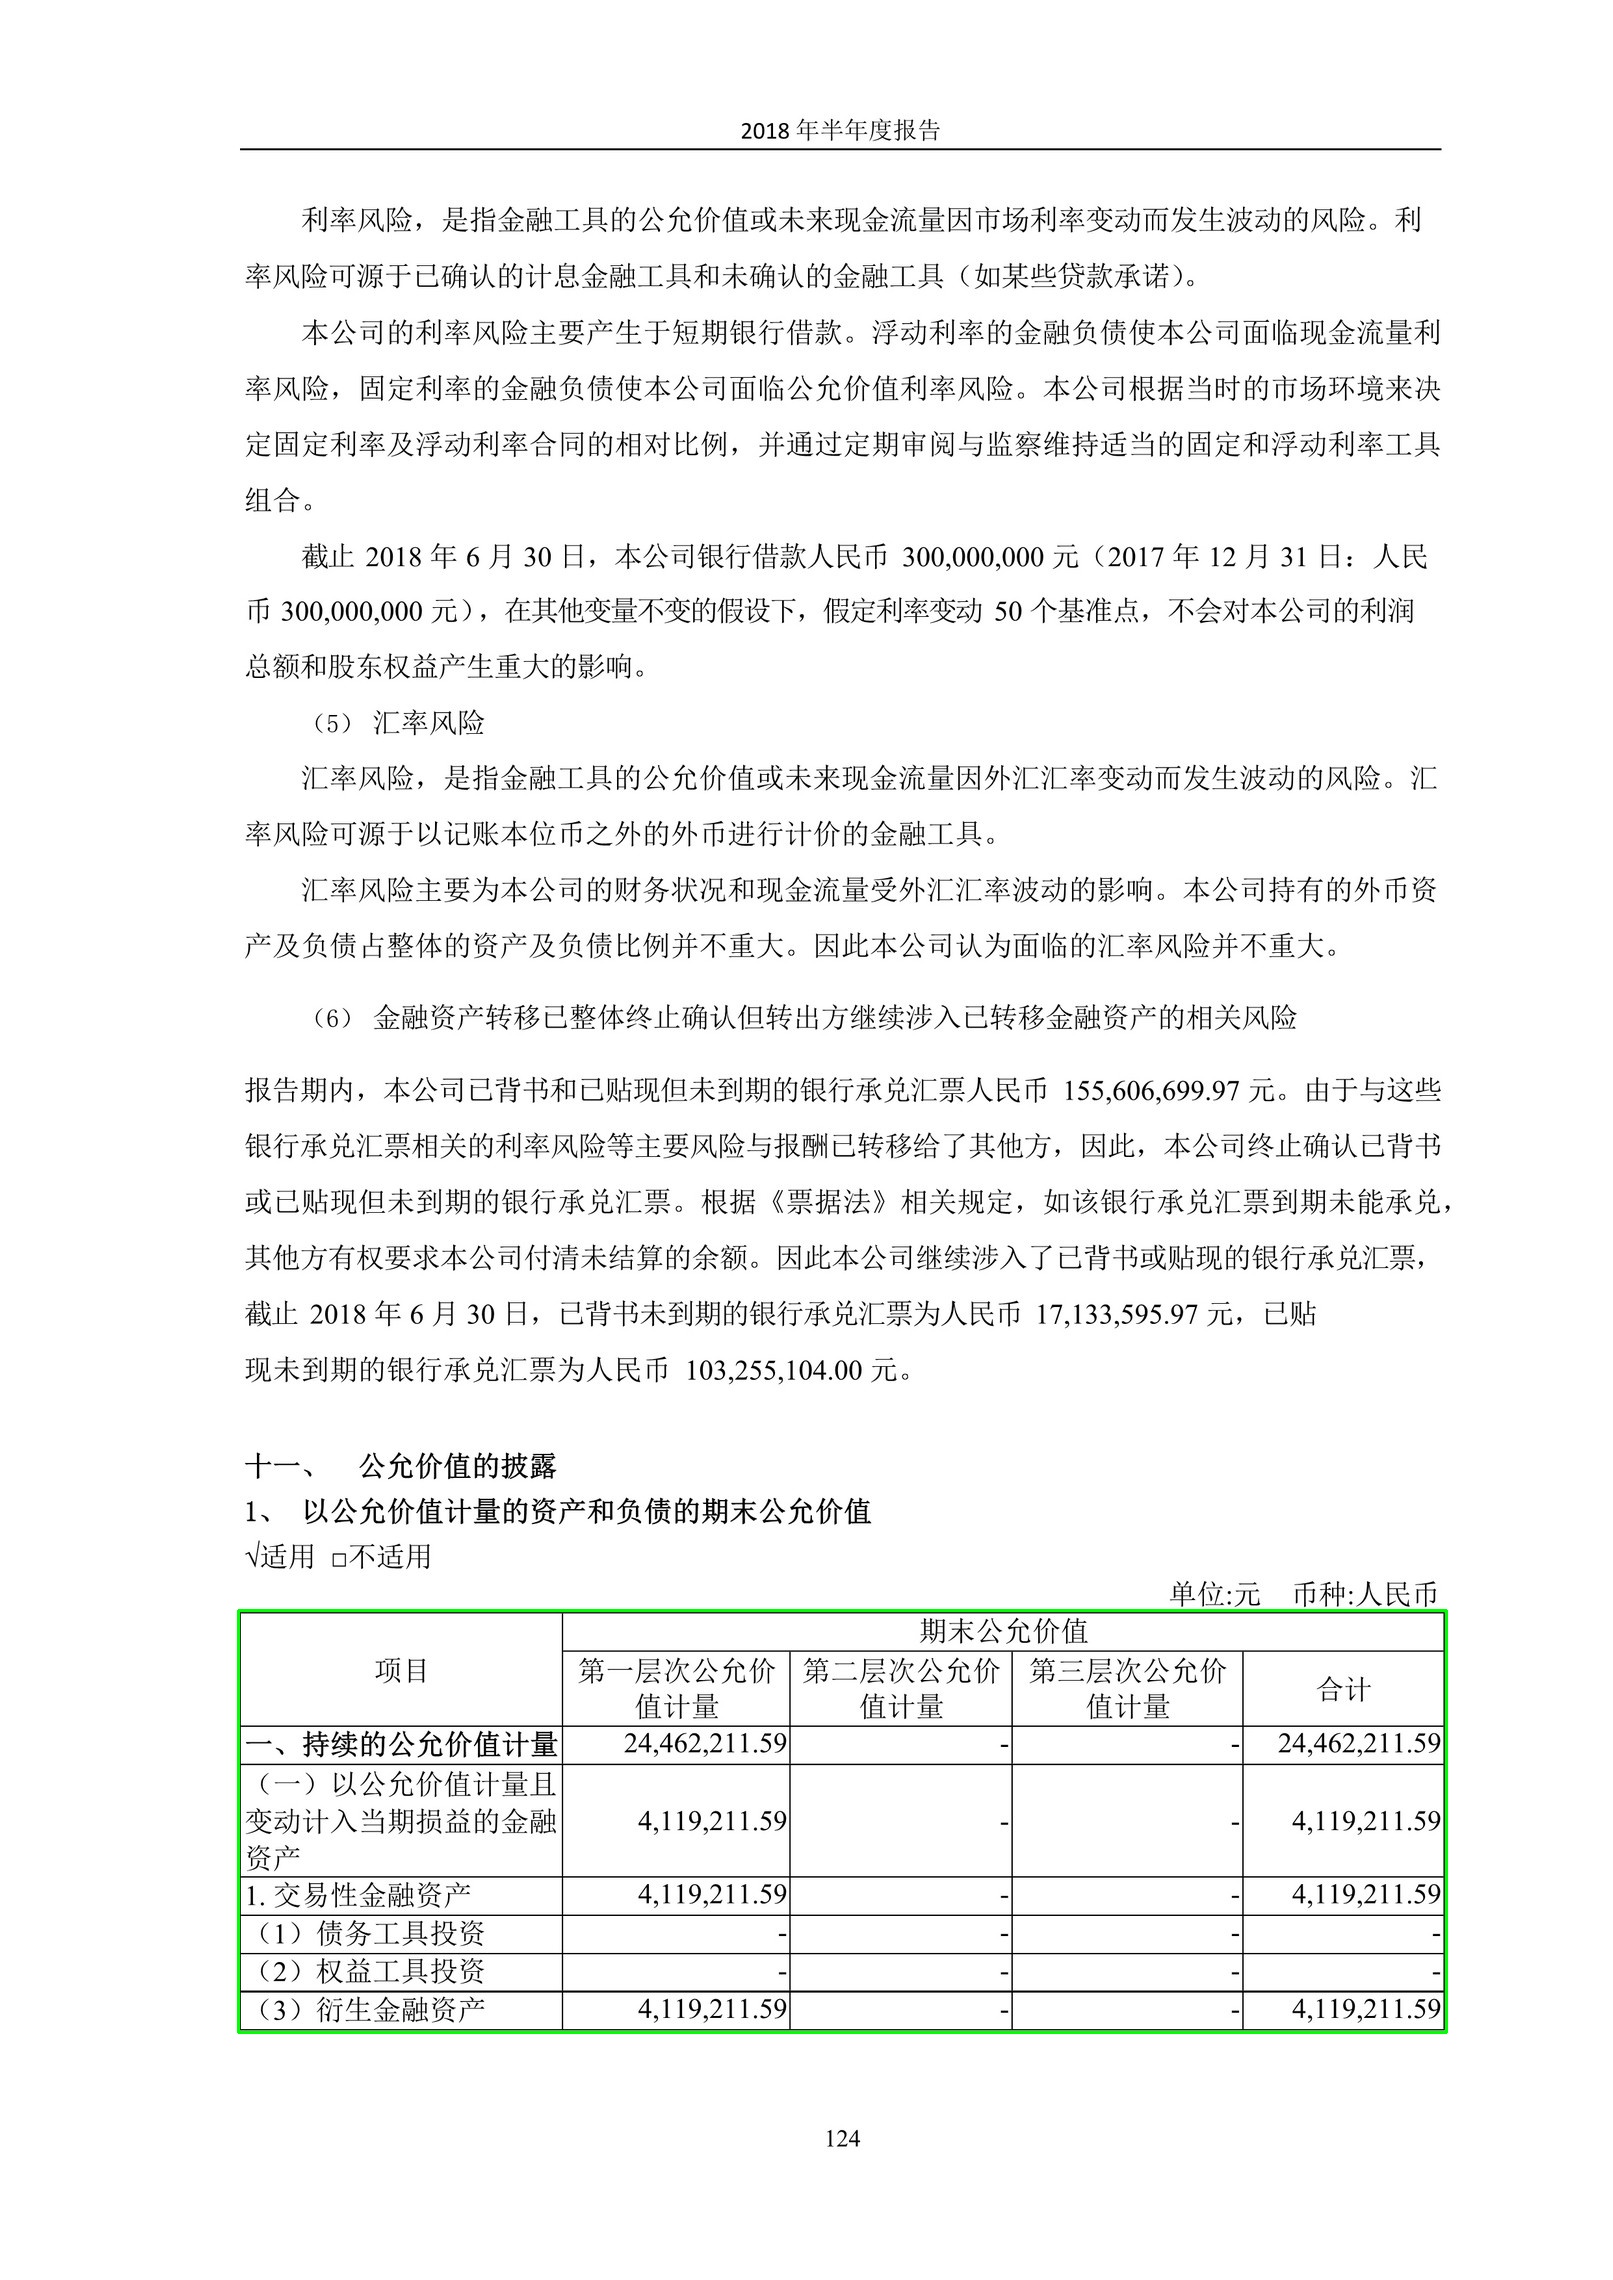 2018 年半年度报告
利率风险，是指金融工具的公允价值或未来现金流量因市场利率变动而发生波动的风险。利
率风险可源于已确认的计息金融工具和未确认的金融工具（如某些贷款承诺）。
本公司的利率风险主要产生于短期银行借款。浮动利率的金融负债使本公司面临现金流量利
率风险，固定利率的金融负债使本公司面临公允价值利率风险。本公司根据当时的市场环境来决
定固定利率及浮动利率合同的相对比例，并通过定期审阅与监察维持适当的固定和浮动利率工具
组合。
截止 2018 年 6 月 30 日，本公司银行借款人民币 300,000,000 元（2017 年 12 月 31 日：人民
币 300,000,000 元），在其他变量不变的假设下，假定利率变动 50 个基准点，不会对本公司的利润
总额和股东权益产生重大的影响。
（5） 汇率风险
汇率风险，是指金融工具的公允价值或未来现金流量因外汇汇率变动而发生波动的风险。汇
率风险可源于以记账本位币之外的外币进行计价的金融工具。
汇率风险主要为本公司的财务状况和现金流量受外汇汇率波动的影响。本公司持有的外币资
产及负债占整体的资产及负债比例并不重大。因此本公司认为面临的汇率风险并不重大。
（6） 金融资产转移已整体终止确认但转出方继续涉入已转移金融资产的相关风险
报告期内，本公司已背书和已贴现但未到期的银行承兑汇票人民币 155,606,699.97 元。由于与这些
银行承兑汇票相关的利率风险等主要风险与报酬已转移给了其他方，因此，本公司终止确认已背书
或已贴现但未到期的银行承兑汇票。根据《票据法》相关规定，如该银行承兑汇票到期未能承兑，
其他方有权要求本公司付清未结算的余额。因此本公司继续涉入了已背书或贴现的银行承兑汇票，
截止 2018 年 6 月 30 日，已背书未到期的银行承兑汇票为人民币 17,133,595.97 元，已贴
现未到期的银行承兑汇票为人民币 103,255,104.00 元。
十一、 公允价值的披露
1、 以公允价值计量的资产和负债的期末公允价值
√适用 □不适用
单位:元 币种:人民币
项目 期末公允价值
第一层次公允价值计量 第二层次公允价值计量 第三层次公允价值计量 合计
一、持续的公允价值计量 24,462,211.59 - - 24,462,211.59
（一）以公允价值计量且变动计入当期损益的金融资产 4,119,211.59 - - 4,119,211.59
1. 交易性金融资产 4,119,211.59 - - 4,119,211.59
（1）债务工具投资 - - - -
（2）权益工具投资 - - - -
（3）衍生金融资产 4,119,211.59 - - 4,119,211.59
124